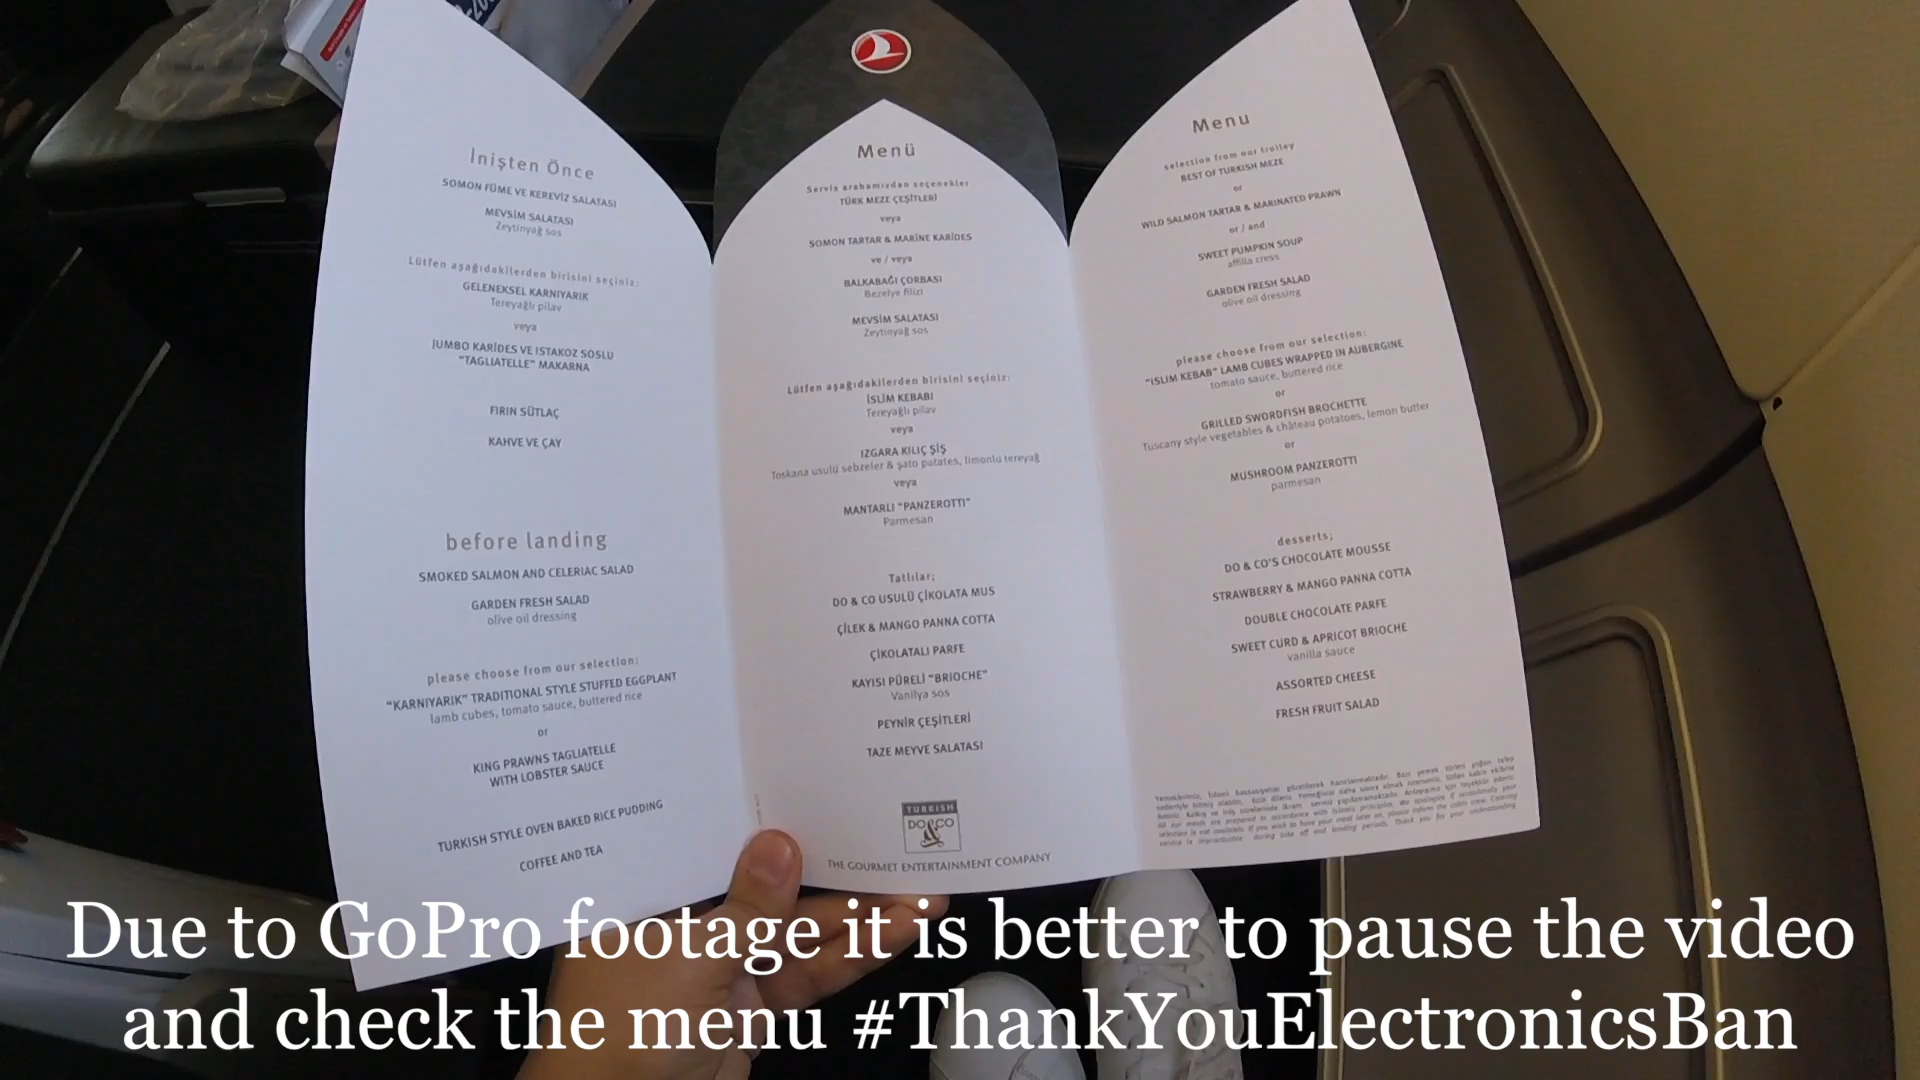 İnişten Önce
SOMON FÜME VE KEREVİZ SALATASI
MEVSİM SALATASI
Zeytinyağ sos
Lütfen aşağıdakilerden birisini seçiniz:
GELENEKSEL KARNIYARIK
Tereyağlı pilav
veya
JUMBO KARİDES VE ISTAKOZ SOSLU
"TAGLIATELLE" MAKARNA
FIRIN SÜTLAÇ
KAHVE VE ÇAY
before landing
SMOKED SALMON AND CELERIAC SALAD
GARDEN FRESH SALAD
olive oil dressing
please choose from our selection:
"KARNIYARIK" TRADITIONAL STYLE STUFFED EGGPLANT
lamb cubes, tomato sauce, buttered rice
or
KING PRAWNS TAGLIATELLE
WITH LOBSTER SAUCE
TURKISH STYLE OVEN BAKED RICE PUDDING
COFFEE AND TEA
Menü
Servis arabamızdan seçenekler
TÜRK MEZE ÇEŞİTLERİ
veya
SOMON TARTAR & MARİNE KARİDES
ve / veya
BALKABAĞI ÇORBASI
Bezelye filizi
MEVSİM SALATASI
Zeytinyağ sos
Lütfen aşağıdakilerden birisini seçiniz:
İSLİM KEBABI
Tereyağlı pilav
veya
IZGARA KILIÇ ŞİŞ
Toskana usulü sebzeler & şato patates, limonlu tereyağ
veya
MANTARLI "PANZEROTTI"
Parmesan
Tatlılar;
DO & CO USULÜ ÇİKOLATA MUS
ÇİLEK & MANGO PANNA COTTA
ÇİKOLATALI PARFE
KAYISI PÜRELİ "BRIOCHE"
Vanilya sos
PEYNİR ÇEŞİTLERİ
TAZE MEYVE SALATASI
TURKISH
DO&CO
THE GOURMET ENTERTAINMENT COMPANY
Menu
selection from our trolley
BEST OF TURKISH MEZE
or
WILD SALMON TARTAR & MARINATED PRAWN
or / and
SWEET PUMPKIN SOUP
affilla cress
GARDEN FRESH SALAD
olive oil dressing
please choose from our selection:
"ISLIM KEBAB" LAMB CUBES WRAPPED IN AUBERGINE
tomato sauce, buttered rice
or
GRILLED SWORDFISH BROCHETTE
Tuscany style vegetables & château potatoes, lemon butter
or
MUSHROOM PANZEROTTI
parmesan
desserts;
DO & CO'S CHOCOLATE MOUSSE
STRAWBERRY & MANGO PANNA COTTA
DOUBLE CHOCOLATE PARFE
SWEET CURD & APRICOT BRIOCHE
vanilla sauce
ASSORTED CHEESE
FRESH FRUIT SALAD
Due to GoPro footage it is better to pause the video
and check the menu #ThankYouElectronicsBan